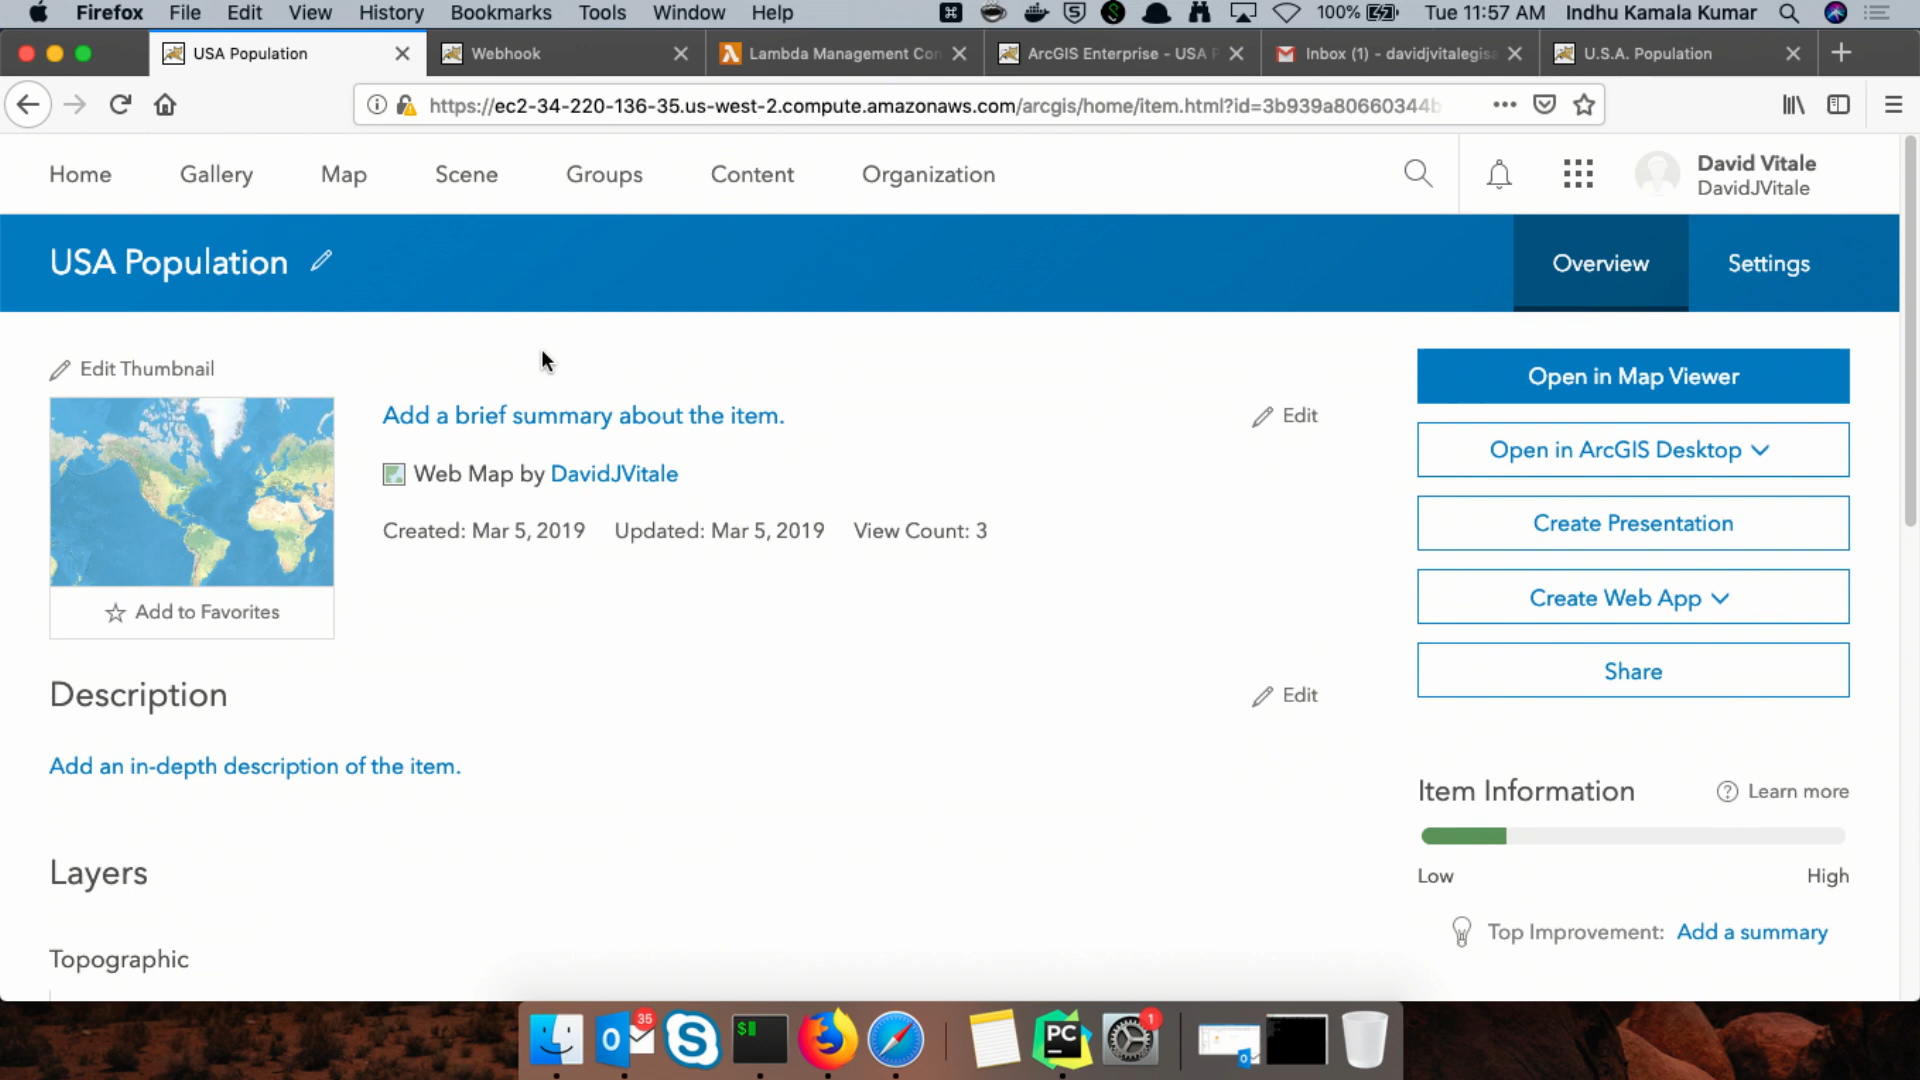 Firefox File Edit View History Bookmarks Tools Window Help 100% Tue 11:57 AM Indhu Kamala Kumar
USA Population Webhook Lambda Management Con ArcGIS Enterprise - USA P Inbox (1) - davidjvitalegisa U.S.A. Population
https://ec2-34-220-136-35.us-west-2.compute.amazonaws.com/arcgis/home/item.html?id=3b939a80660344b
Home Gallery Map Scene Groups Content Organization
David Vitale
DavidJVitale
USA Population
Overview Settings
Edit Thumbnail
Add to Favorites
Add a brief summary about the item.
Edit
Web Map by DavidJVitale
Created: Mar 5, 2019 Updated: Mar 5, 2019 View Count: 3
Open in Map Viewer
Open in ArcGIS Desktop
Create Presentation
Create Web App
Share
Description
Edit
Add an in-depth description of the item.
Layers
Topographic
Item Information
Learn more
Low High
Top Improvement: Add a summary
35
$
PC
1